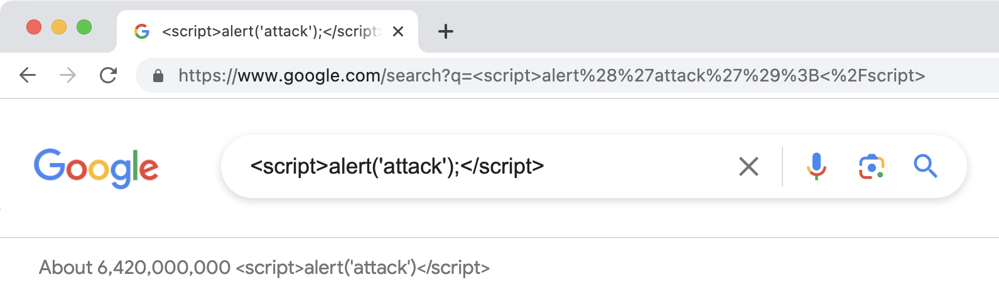 <script>alert('attack');</script>
https://www.google.com/search?q=<script>alert%28%27attack%27%29%3B<%2Fscript>
Google
<script>alert('attack');</script>
About 6,420,000,000 <script>alert('attack')</script>